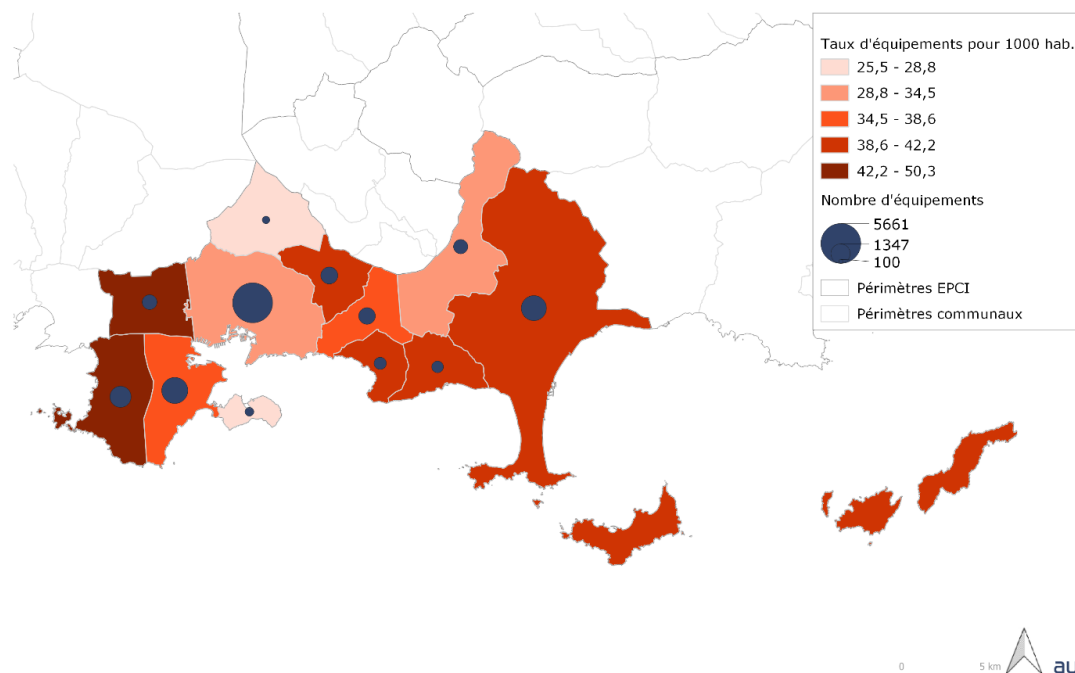 Taux d'équipements pour 1000 hab.
25,5 - 28,8
28,8 - 34,5
34,5 - 38,6
38,6 - 42,2
42,2 - 50,3
Nombre d'équipements
5661
1347
100
Périmètres EPCI
Périmètres communaux
0 5 km
au